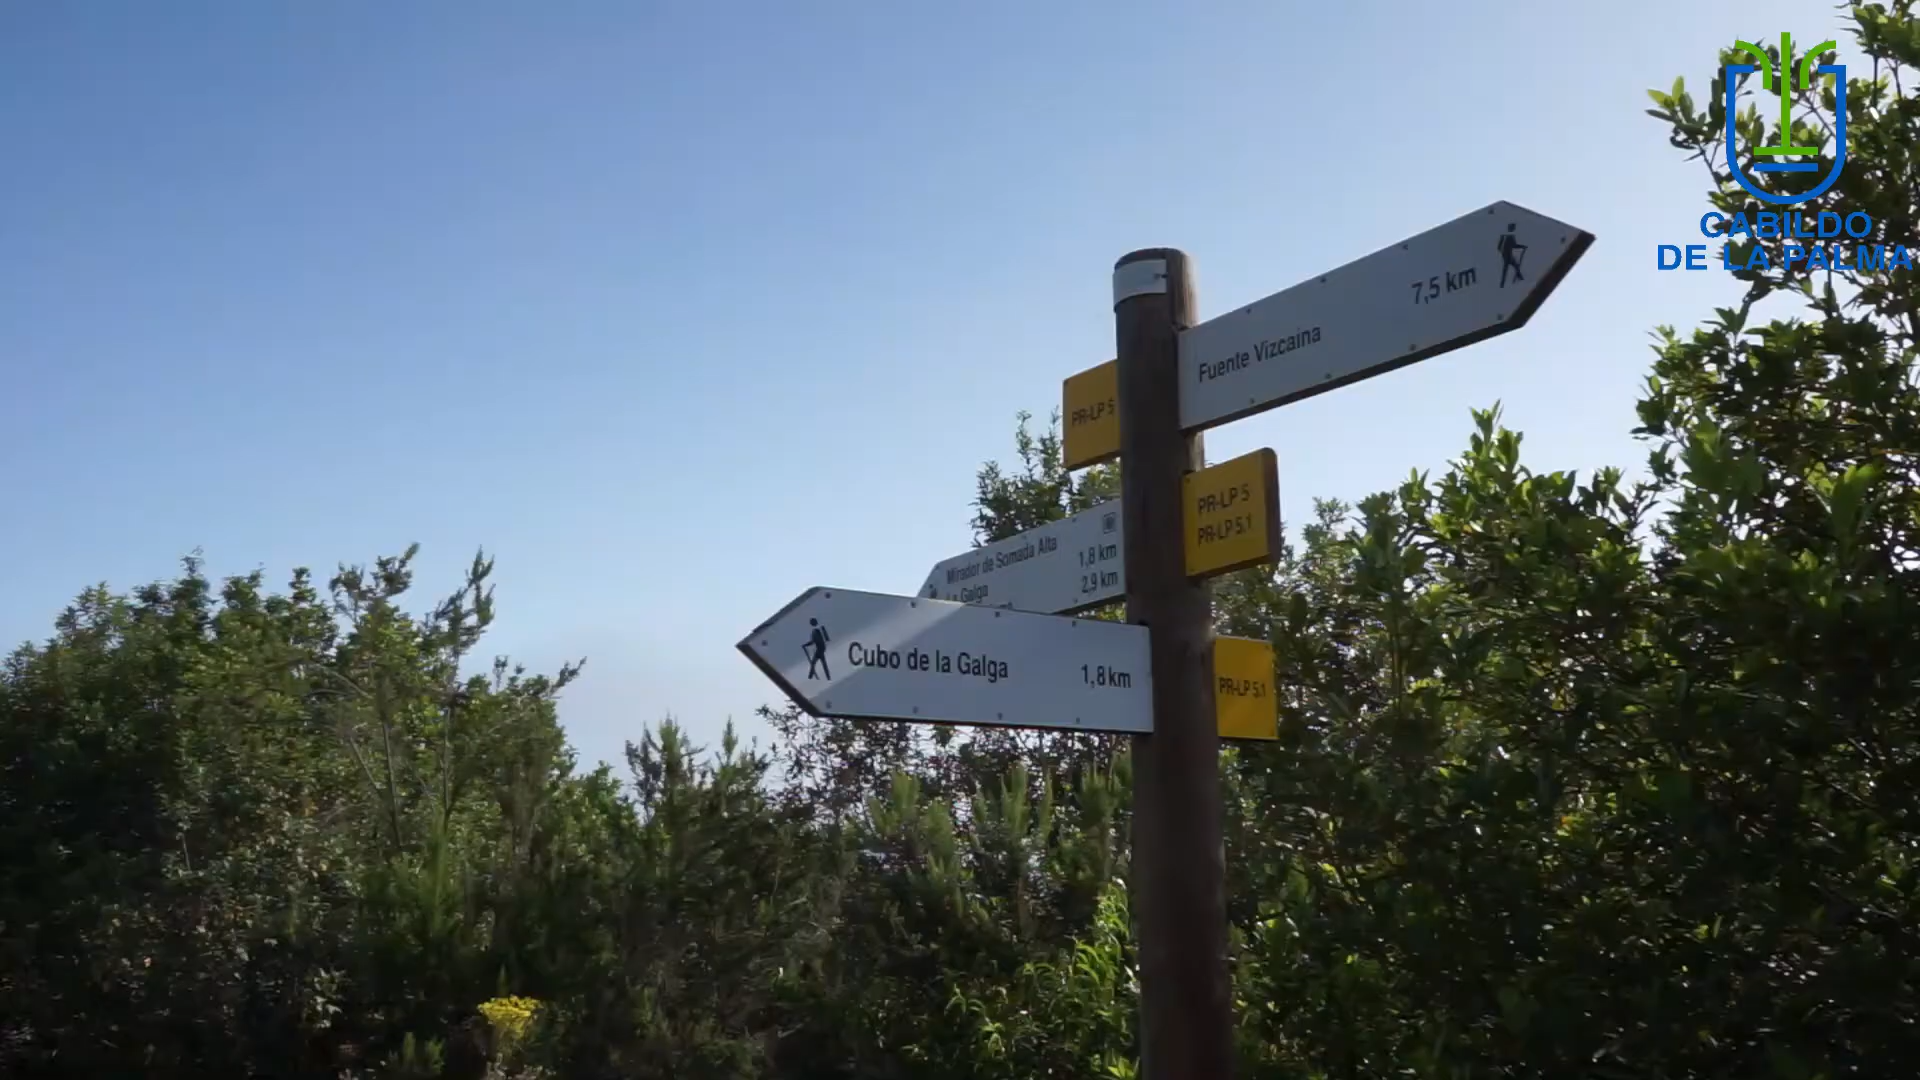 CABILDO
DE LA PALMA
Fuente Vizcaina 7,5 km
PR-LP 5
PR-LP 5
PR-LP 5.1
Mirador de Somada Alta 1,8 km
La Galga 2,9 km
Cubo de la Galga 1,8 km
PR-LP 5.1